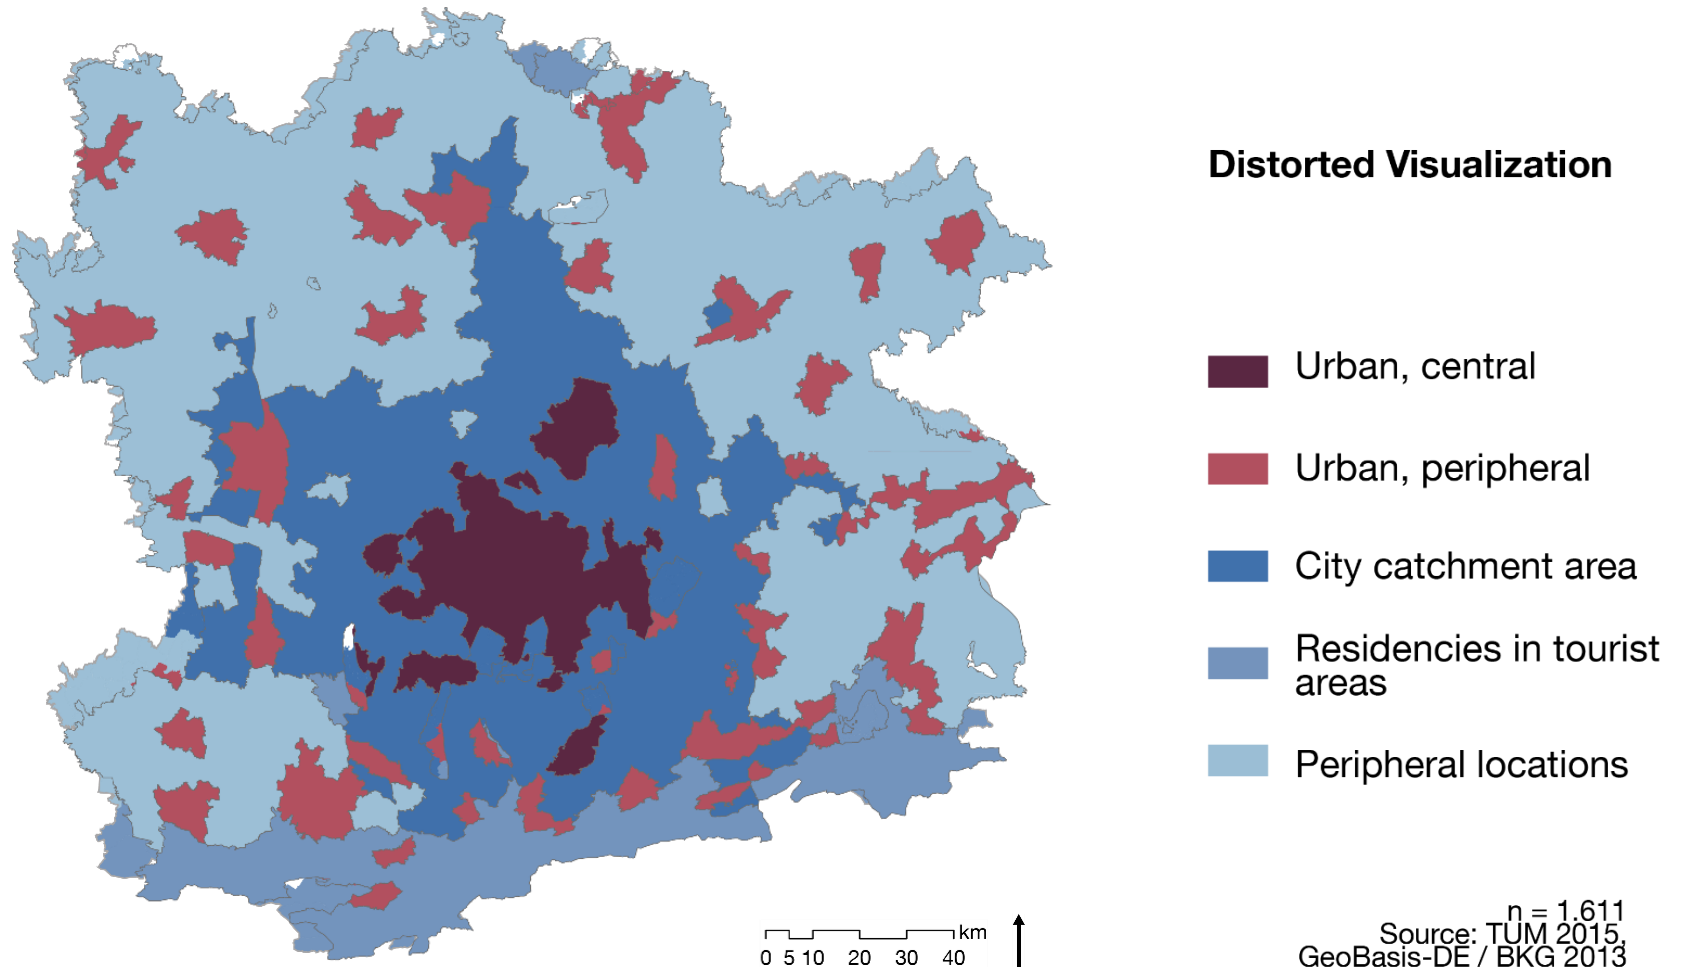 Distorted Visualization
Urban, central
Urban, peripheral
City catchment area
Residencies in tourist
areas
Peripheral locations
km
0 5 10 20 30 40
n = 1.611
Source: TUM 2015,
GeoBasis-DE / BKG 2013